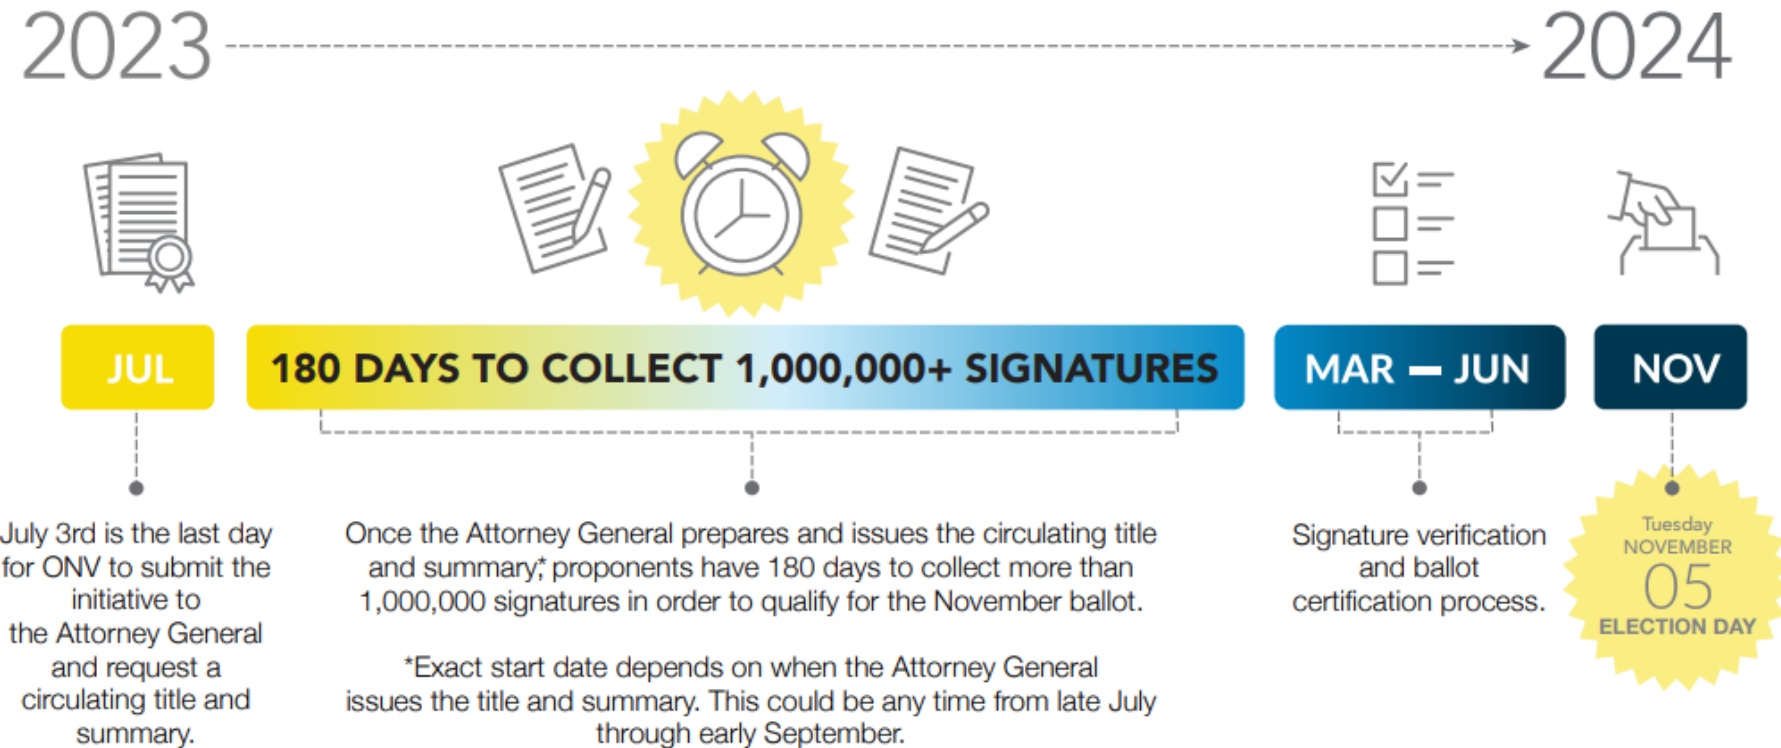 2023
2024
JUL
180 DAYS TO COLLECT 1,000,000+ SIGNATURES
MAR — JUN
NOV
July 3rd is the last day
for ONV to submit the
initiative to
the Attorney General
and request a
circulating title and
summary.
Once the Attorney General prepares and issues the circulating title
and summary,* proponents have 180 days to collect more than
1,000,000 signatures in order to qualify for the November ballot.
*Exact start date depends on when the Attorney General
issues the title and summary. This could be any time from late July
through early September.
Signature verification
and ballot
certification process.
Tuesday
NOVEMBER
05
ELECTION DAY